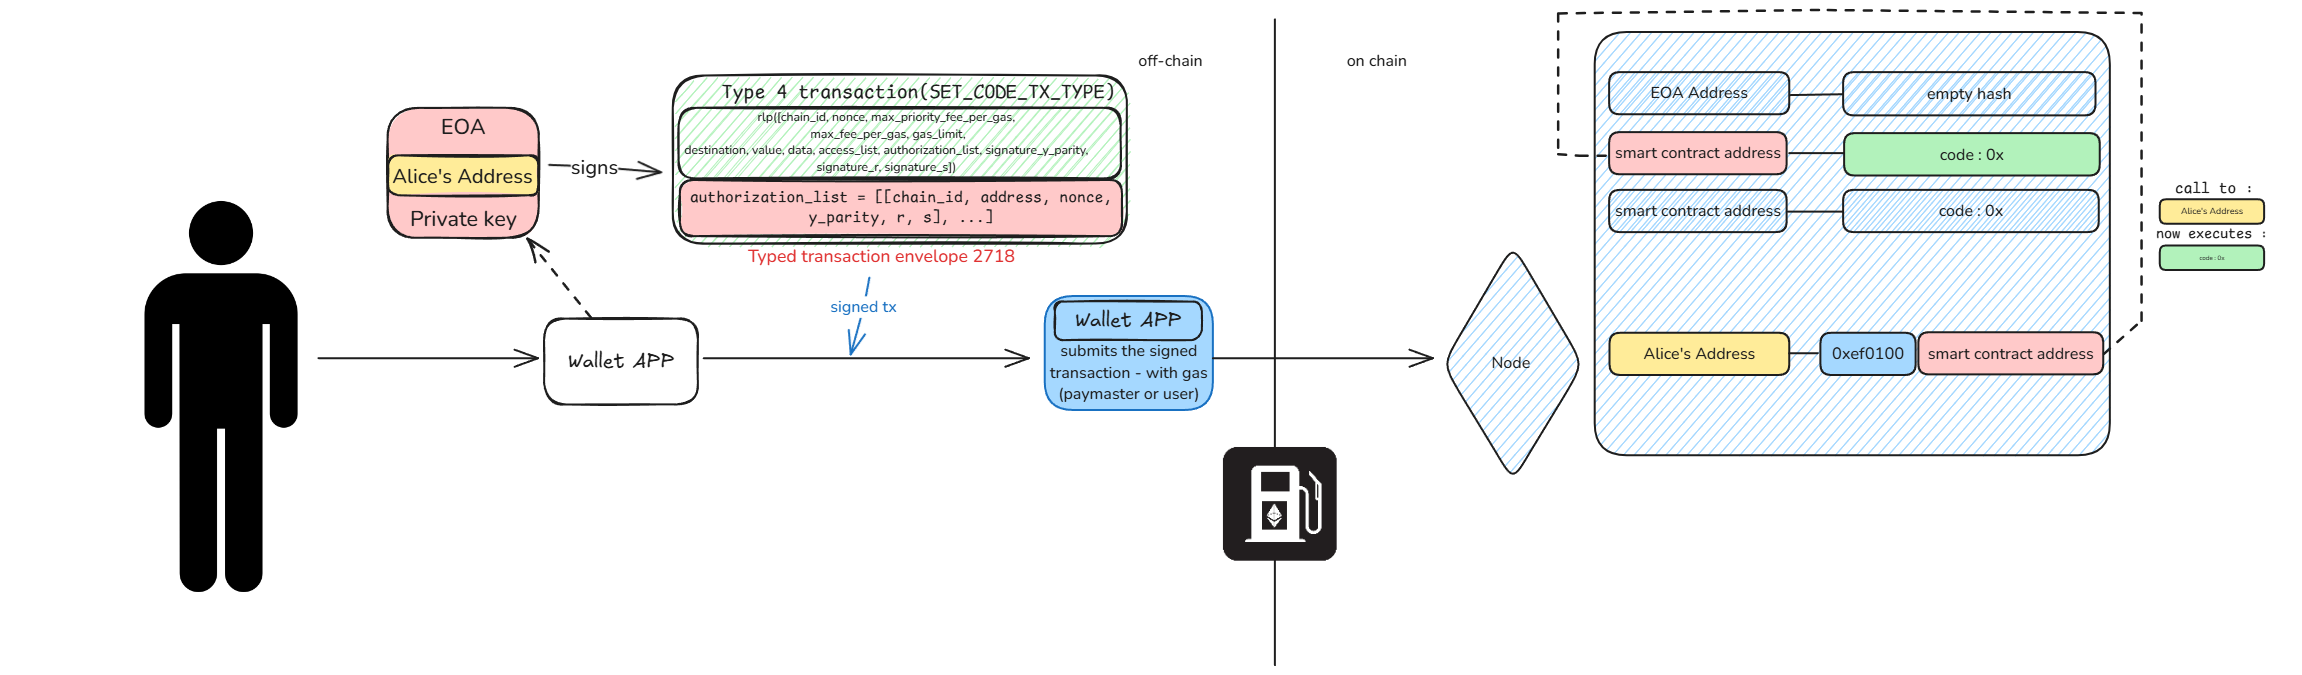 off-chain
on chain
EOA
Alice's Address
Private key
signs
Type 4 transaction(SET_CODE_TX_TYPE)
rlp([chain_id, nonce, max_priority_fee_per_gas,
max_fee_per_gas, gas_limit,
destination, value, data, access_list, authorization_list, signature_y_parity,
signature_r, signature_s])
authorization_list = [[chain_id, address, nonce,
y_parity, r, s], ...]
Typed transaction envelope 2718
signed tx
Wallet APP
Wallet APP
submits the signed
transaction - with gas
(paymaster or user)
Node
EOA Address
empty hash
smart contract address
code : 0x
smart contract address
code : 0x
Alice's Address
0xef0100
smart contract address
call to :
Alice's Address
now executes :
code : 0x